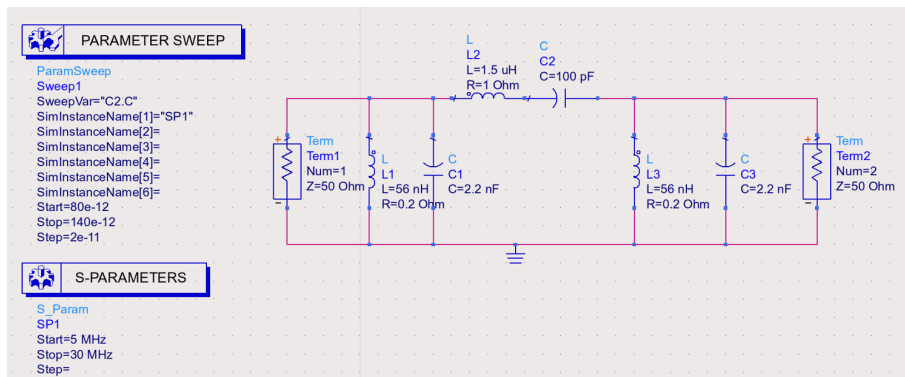 PARAMETER SWEEP
ParamSweep
Sweep1
SweepVar="C2.C"
SimInstanceName[1]="SP1"
SimInstanceName[2]=
SimInstanceName[3]=
SimInstanceName[4]=
SimInstanceName[5]=
SimInstanceName[6]=
Start=80e-12
Stop=140e-12
Step=2e-11
S-PARAMETERS
S_Param
SP1
Start=5 MHz
Stop=30 MHz
Step=
L
L2
L=1.5 uH
R=1 Ohm
C
C2
C=100 pF
+
-
Term
Term1
Num=1
Z=50 Ohm
L
L1
L=56 nH
R=0.2 Ohm
C
C1
C=2.2 nF
L
L3
L=56 nH
R=0.2 Ohm
C
C3
C=2.2 nF
+
-
Term
Term2
Num=2
Z=50 Ohm